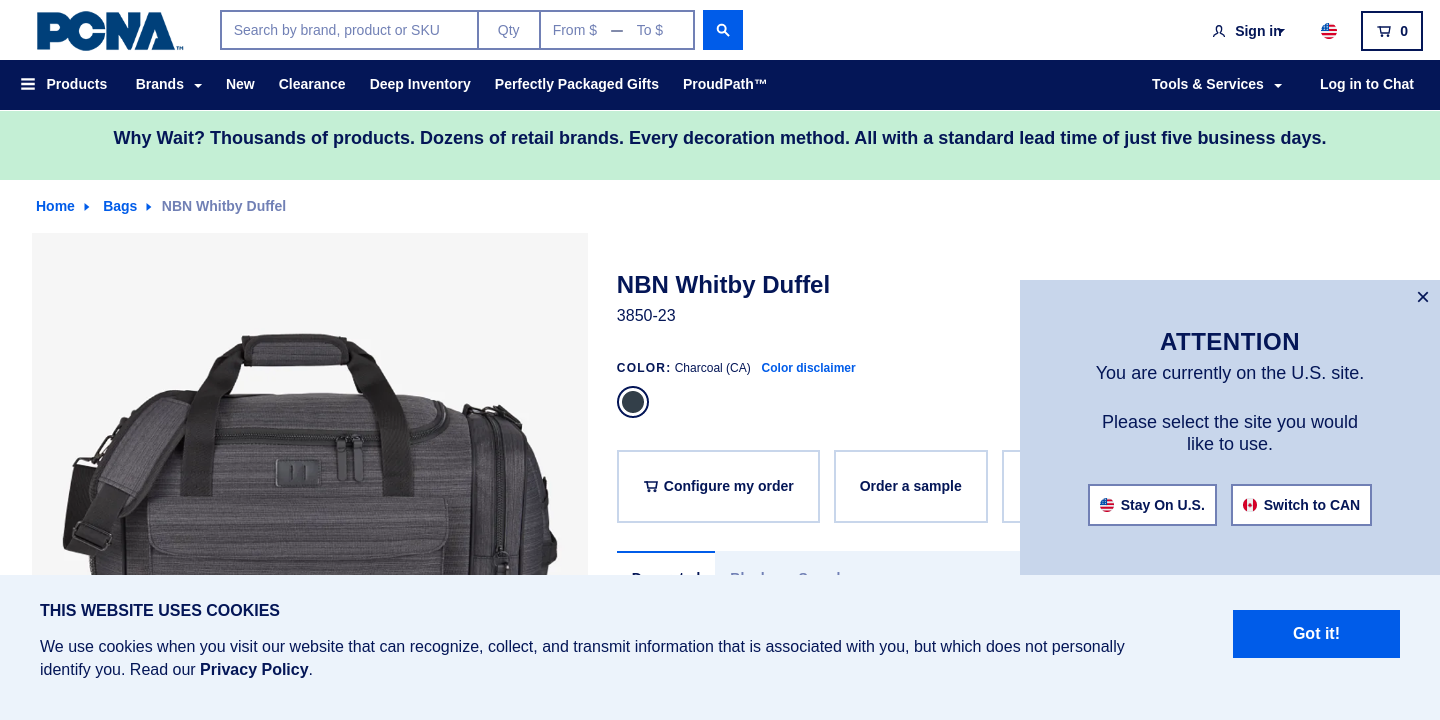 PCNA™
Search by brand, product or SKU
Qty
From $ — To $
Sign in
0
Products
Brands
New
Clearance
Deep Inventory
Perfectly Packaged Gifts
ProudPath™
Tools & Services
Log in to Chat
Why Wait? Thousands of products. Dozens of retail brands. Every decoration method. All with a standard lead time of just five business days.
Home
Bags
NBN Whitby Duffel
NBN Whitby Duffel
3850-23
COLOR: Charcoal (CA) Color disclaimer
Configure my order
Order a sample
×
ATTENTION
You are currently on the U.S. site.
Please select the site you would
like to use.
Stay On U.S.
Switch to CAN
THIS WEBSITE USES COOKIES
We use cookies when you visit our website that can recognize, collect, and transmit information that is associated with you, but which does not personally
identify you. Read our Privacy Policy.
Got it!